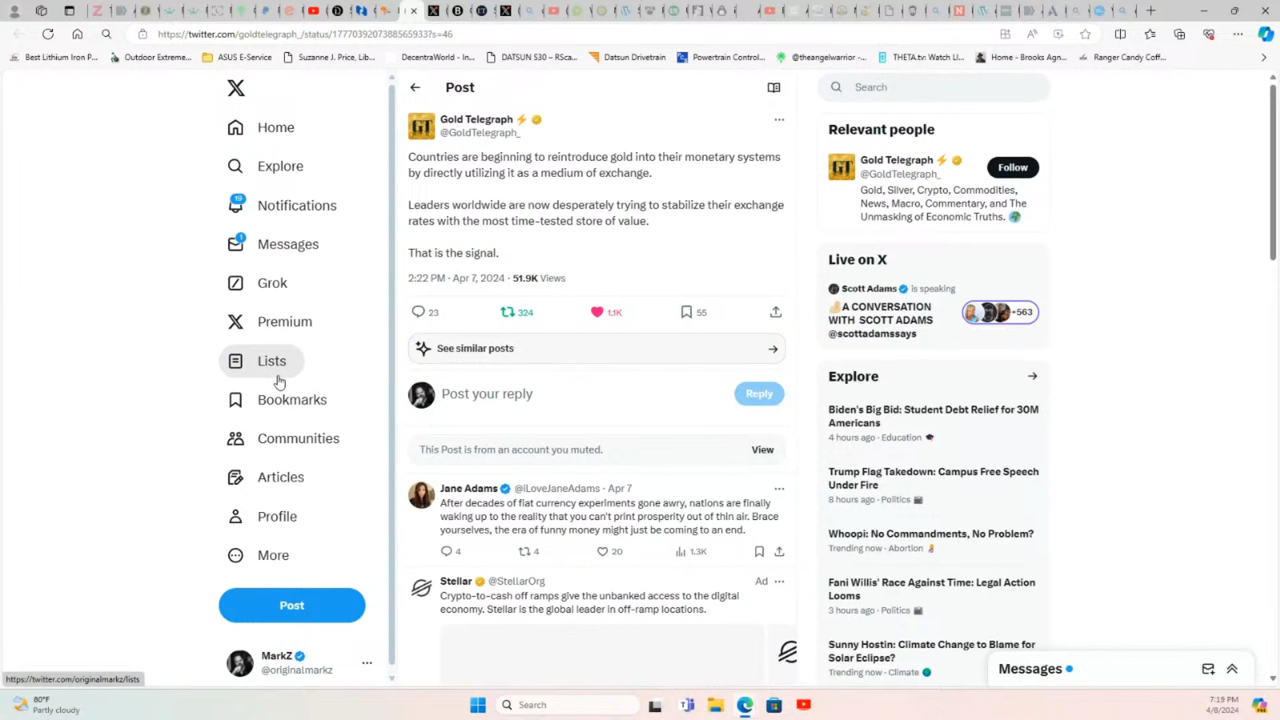 https://twitter.com/goldtelegraph_/status/1777039207388565933?s=46
Best Lithium Iron P...
Outdoor Extreme...
ASUS E-Service
Suzanne J. Price, Lib...
DecentraWorld - In...
DATSUN S30 – RSca...
Datsun Drivetrain
Powertrain Control...
@theangelwarrior -...
THETA.tv: Watch LI...
Home - Brooks Agn...
Ranger Candy Coff...
Home
Explore
19
Notifications
1
Messages
Grok
Premium
Lists
Bookmarks
Communities
Articles
Profile
More
Post
MarkZ
@originalmarkz
https://twitter.com/originalmarkz/lists
Post
GT
Gold Telegraph ⚡
@GoldTelegraph_
Countries are beginning to reintroduce gold into their monetary systems
by directly utilizing it as a medium of exchange.
Leaders worldwide are now desperately trying to stabilize their exchange
rates with the most time-tested store of value.
That is the signal.
2:22 PM · Apr 7, 2024 · 51.9K Views
23
324
1.1K
55
See similar posts
Post your reply
Reply
This Post is from an account you muted.
View
Jane Adams @iLoveJaneAdams · Apr 7
After decades of fiat currency experiments gone awry, nations are finally
waking up to the reality that you can't print prosperity out of thin air. Brace
yourselves, the era of funny money might just be coming to an end.
4
4
20
1.3K
Stellar @StellarOrg
Ad
Crypto-to-cash off ramps give the unbanked access to the digital
economy. Stellar is the global leader in off-ramp locations.
Search
Relevant people
GT
Gold Telegraph ⚡
@GoldTelegraph_
Follow
Gold, Silver, Crypto, Commodities,
News, Macro, Commentary, and The
Unmasking of Economic Truths. 🌎
Live on X
Scott Adams is speaking
A CONVERSATION
WITH SCOTT ADAMS
@scottadamssays
+563
Explore
Biden's Big Bid: Student Debt Relief for 30M
Americans
4 hours ago · Education
Trump Flag Takedown: Campus Free Speech
Under Fire
8 hours ago · Politics
Whoopi: No Commandments, No Problem?
Trending now · Abortion
Fani Willis' Race Against Time: Legal Action
Looms
3 hours ago · Politics
Sunny Hostin: Climate Change to Blame for
Solar Eclipse?
Trending now · Climate
Messages
80°F
Partly cloudy
Search
7:19 PM
4/8/2024